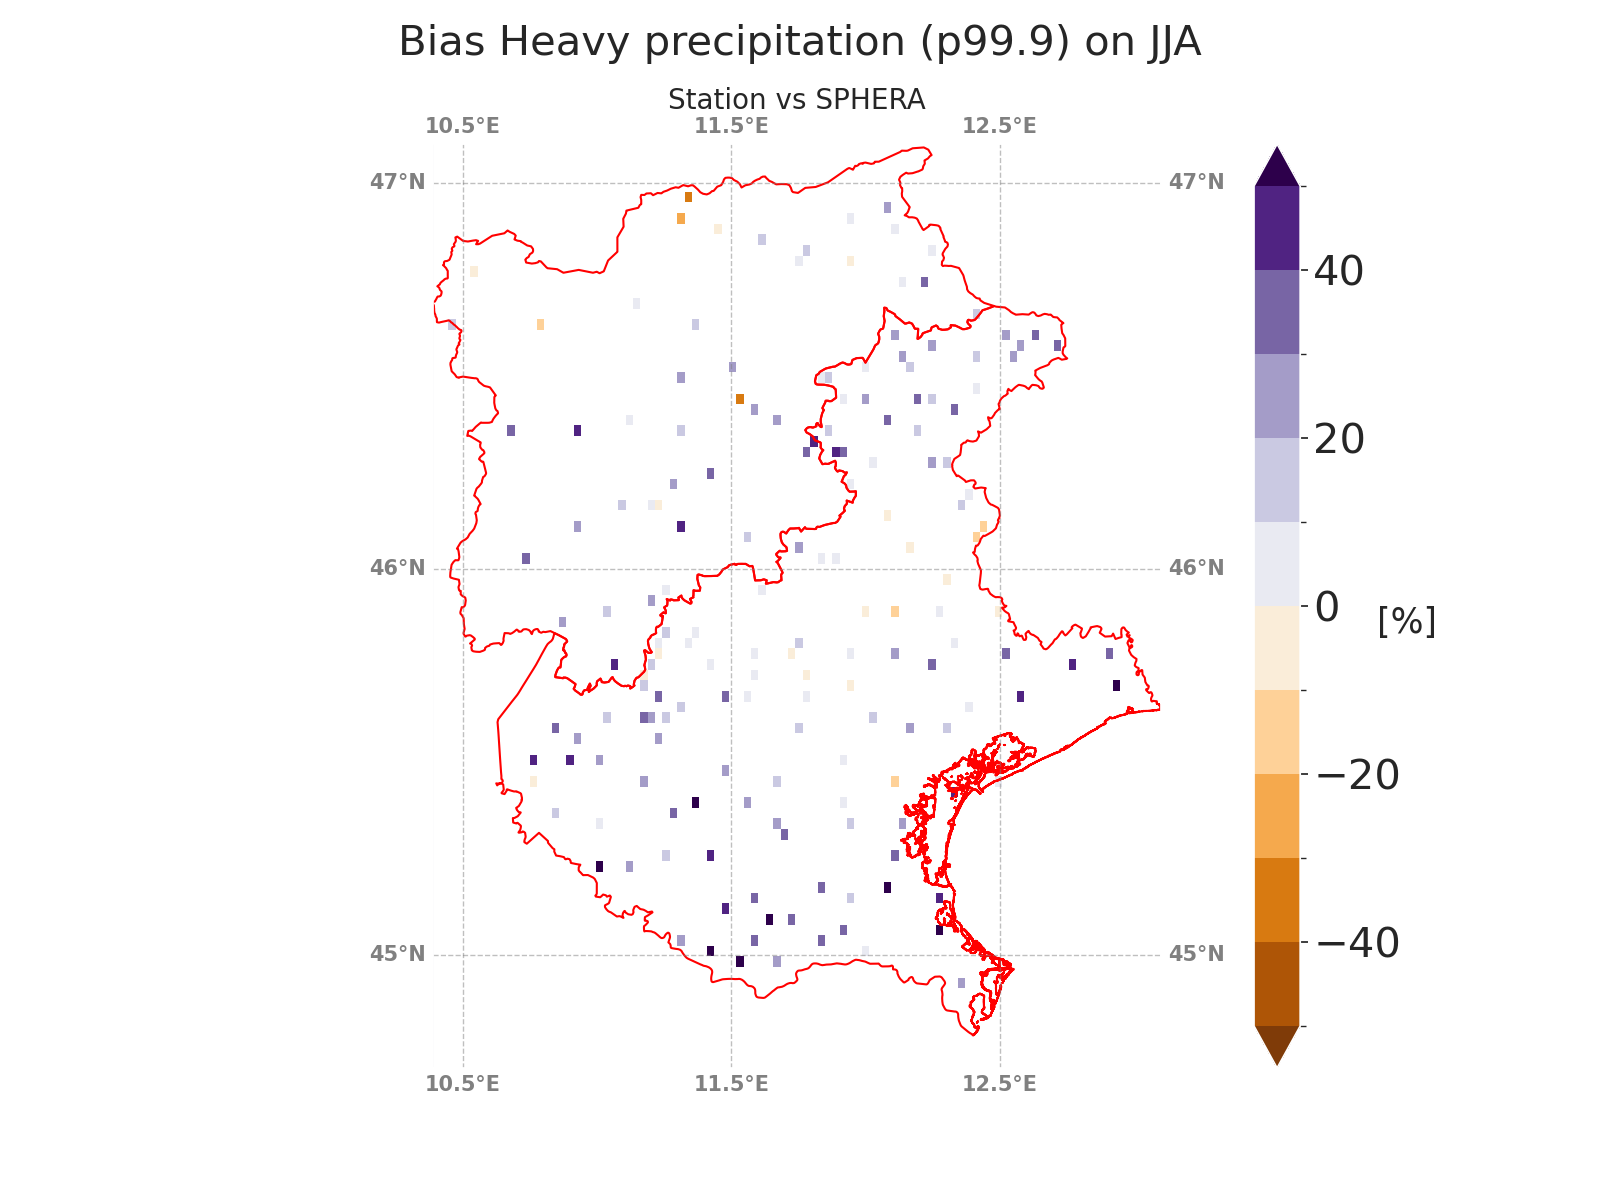 Bias Heavy precipitation (p99.9) on JJA
Station vs SPHERA
10.5°E 11.5°E 12.5°E
47°N 47°N
40
20
46°N 46°N
0
[%]
−20
−40
45°N 45°N
10.5°E 11.5°E 12.5°E